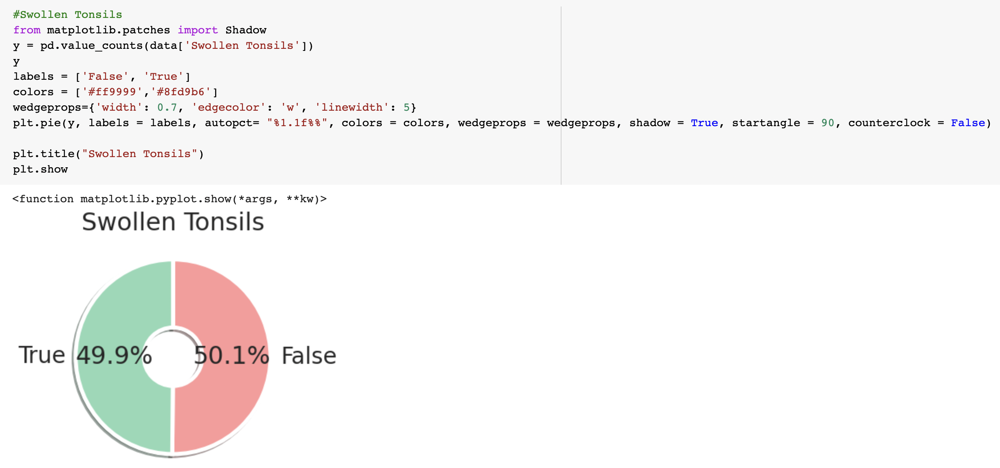 #Swollen Tonsils
from matplotlib.patches import Shadow
y = pd.value_counts(data['Swollen Tonsils'])
y
labels = ['False', 'True']
colors = ['#ff9999','#8fd9b6']
wedgeprops={'width': 0.7, 'edgecolor': 'w', 'linewidth': 5}
plt.pie(y, labels = labels, autopct= "%1.1f%%", colors = colors, wedgeprops = wedgeprops, shadow = True, startangle = 90, counterclock = False)
plt.title("Swollen Tonsils")
plt.show
<function matplotlib.pyplot.show(*args, **kw)>
Swollen Tonsils
True 49.9% 50.1% False